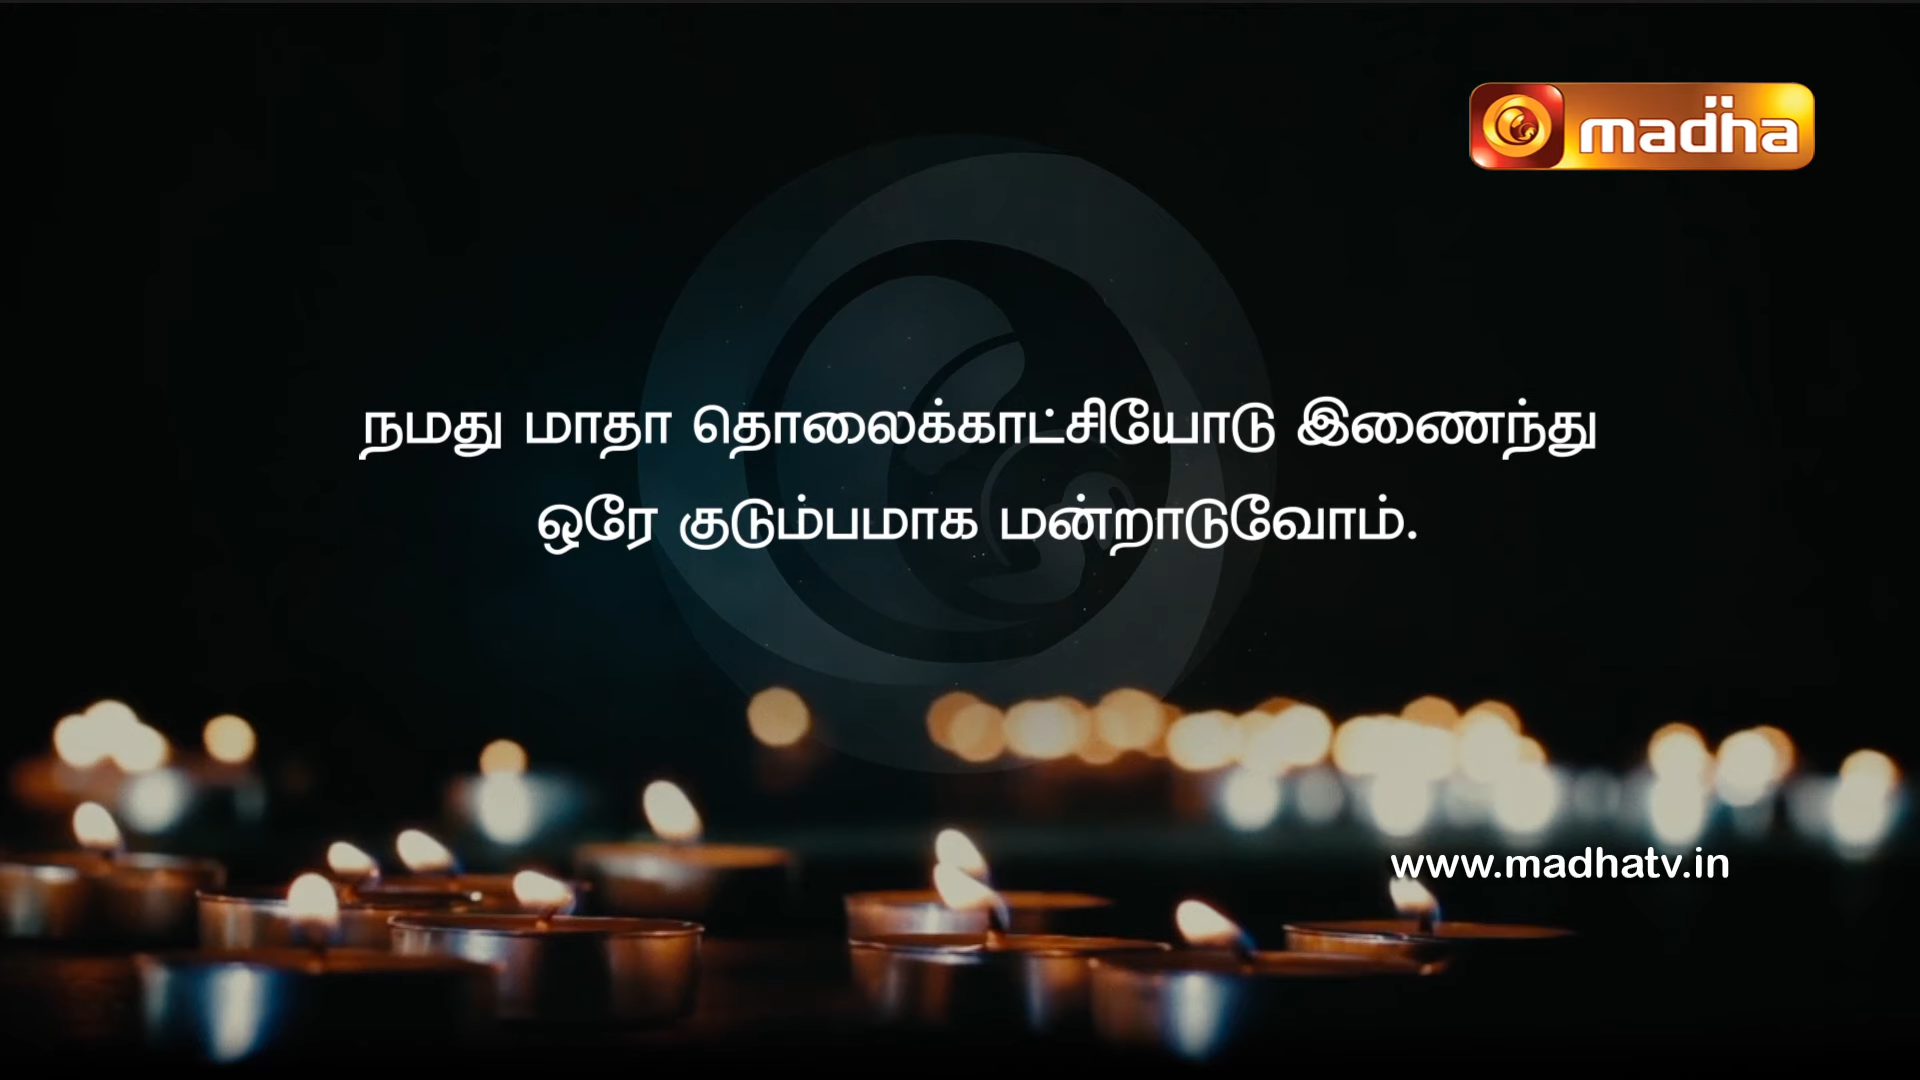 madha
நமது மாதா தொலைக்காட்சியோடு இணைந்து
ஒரே குடும்பமாக மன்றாடுவோம்.
www.madhatv.in